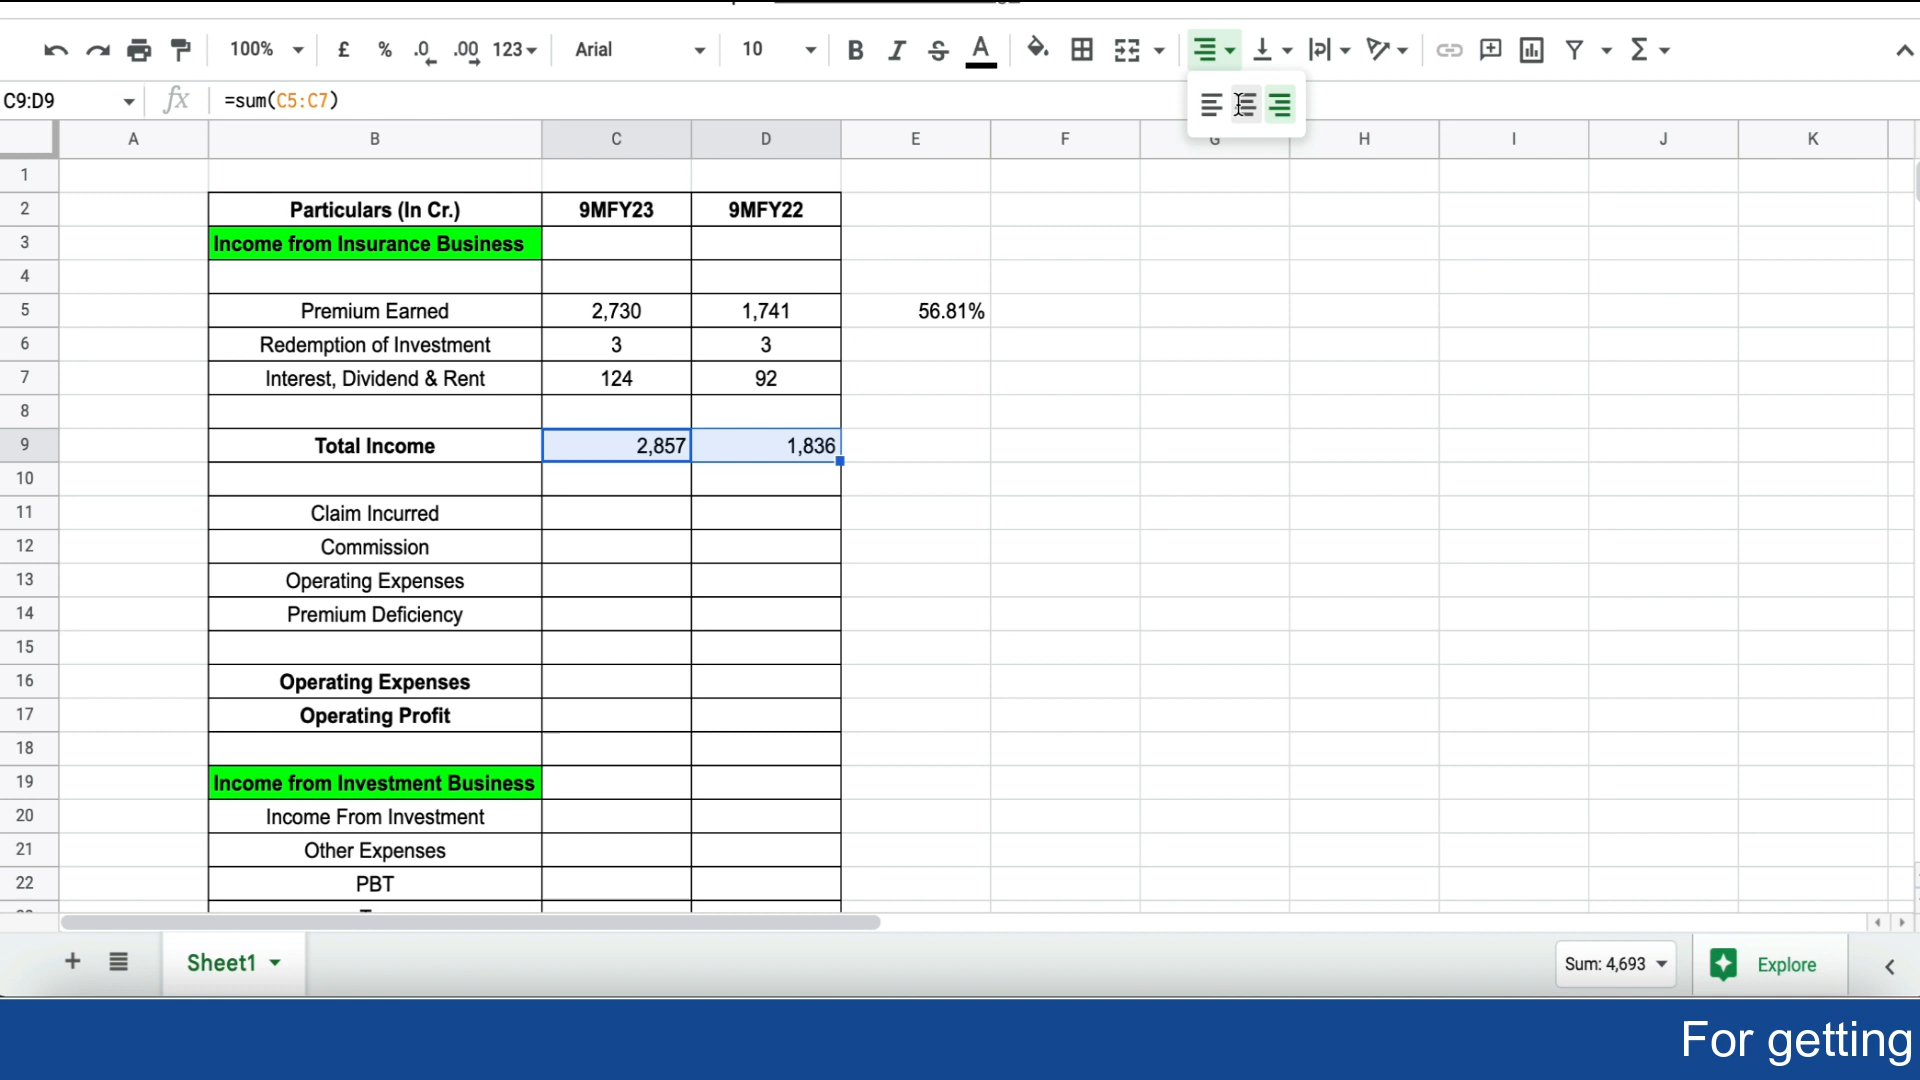 100% £ % .0 .00 123 Arial 10 B I S A
C9:D9 fx =sum(C5:C7)
A B C D E F G H I J K
1
2 Particulars (In Cr.) 9MFY23 9MFY22
3 Income from Insurance Business
4
5 Premium Earned 2,730 1,741 56.81%
6 Redemption of Investment 3 3
7 Interest, Dividend & Rent 124 92
8
9 Total Income 2,857 1,836
10
11 Claim Incurred
12 Commission
13 Operating Expenses
14 Premium Deficiency
15
16 Operating Expenses
17 Operating Profit
18
19 Income from Investment Business
20 Income From Investment
21 Other Expenses
22 PBT
Sheet1 Sum: 4,693 Explore
For getting